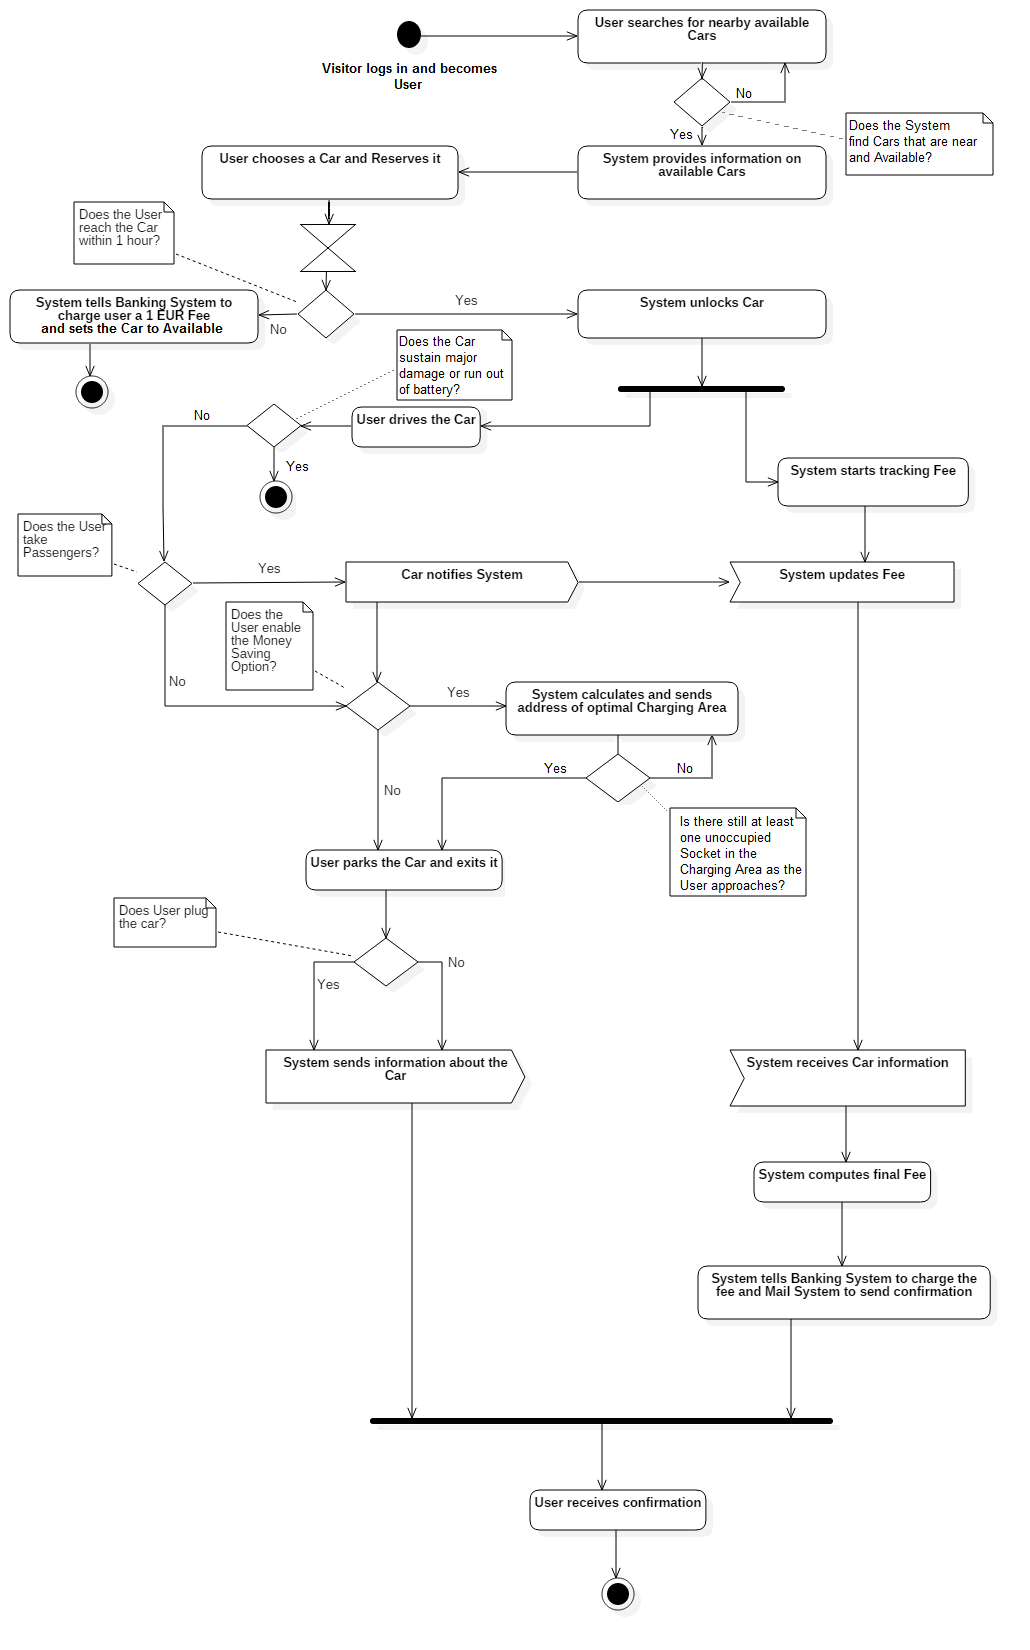 User searches for nearby available
Cars
Visitor logs in and becomes
User
No
Yes
Does the System
find Cars that are near
and Available?
User chooses a Car and Reserves it
System provides information on
available Cars
Does the User
reach the Car
within 1 hour?
System tells Banking System to
charge user a 1 EUR Fee
and sets the Car to Available
No
Yes
System unlocks Car
Does the Car
sustain major
damage or run out
of battery?
No
User drives the Car
Yes
System starts tracking Fee
Does the User
take
Passengers?
Yes
Car notifies System
System updates Fee
Does the
User enable
the Money
Saving
Option?
No
Yes
System calculates and sends
address of optimal Charging Area
Yes
No
No
Is there still at least
one unoccupied
Socket in the
Charging Area as the
User approaches?
User parks the Car and exits it
Does User plug
the car?
No
Yes
System sends information about the
Car
System receives Car information
System computes final Fee
System tells Banking System to charge the
fee and Mail System to send confirmation
User receives confirmation